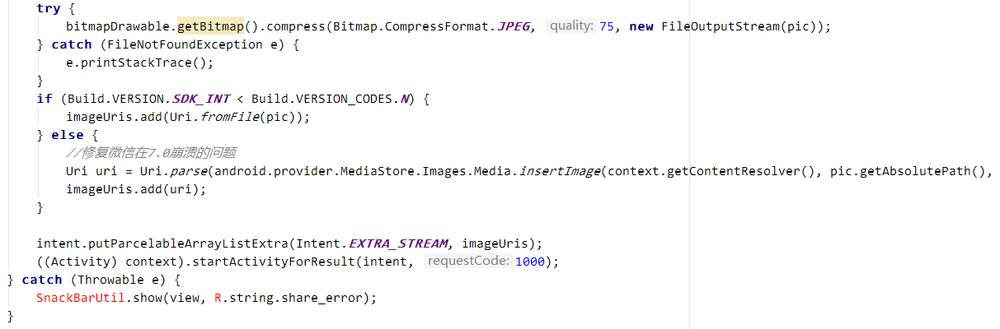 try {
bitmapDrawable.getBitmap().compress(Bitmap.CompressFormat.JPEG, quality: 75, new FileOutputStream(pic));
} catch (FileNotFoundException e) {
e.printStackTrace();
}
if (Build.VERSION.SDK_INT < Build.VERSION_CODES.N) {
imageUris.add(Uri.fromFile(pic));
} else {
//修复微信在7.0崩溃的问题
Uri uri = Uri.parse(android.provider.MediaStore.Images.Media.insertImage(context.getContentResolver(), pic.getAbsolutePath(),
imageUris.add(uri);
}
intent.putParcelableArrayListExtra(Intent.EXTRA_STREAM, imageUris);
((Activity) context).startActivityForResult(intent, requestCode: 1000);
} catch (Throwable e) {
SnackBarUtil.show(view, R.string.share_error);
}